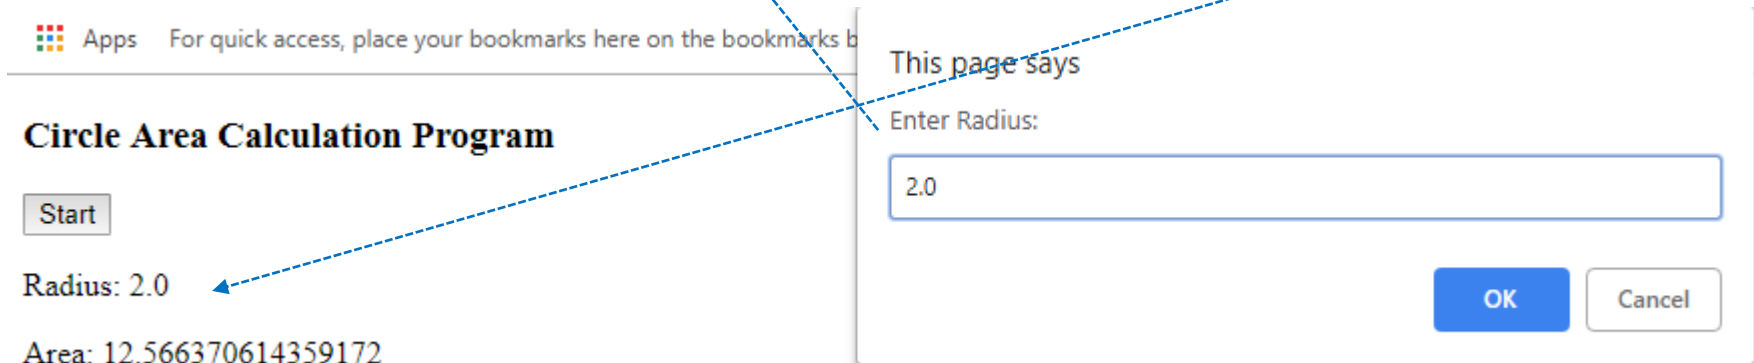 Apps For quick access, place your bookmarks here on the bookmarks b
Circle Area Calculation Program
Start
Radius: 2.0
Area: 12.566370614359172
This page says
Enter Radius:
2.0
OK Cancel